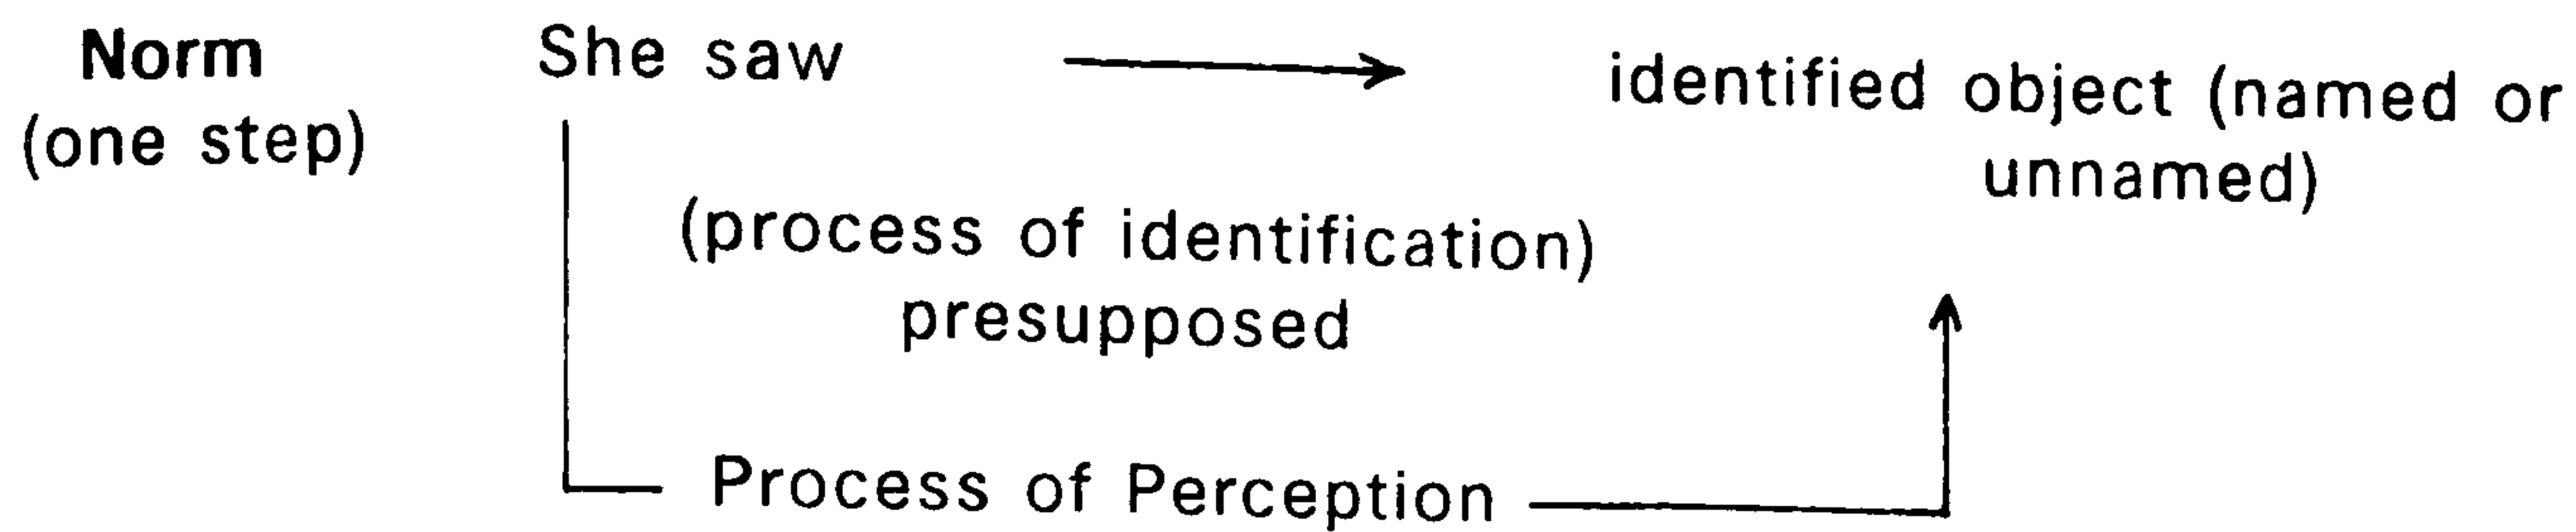 Norm She saw identified object (named or
(one step) unnamed)
(process of identification)
presupposed
Process of Perception